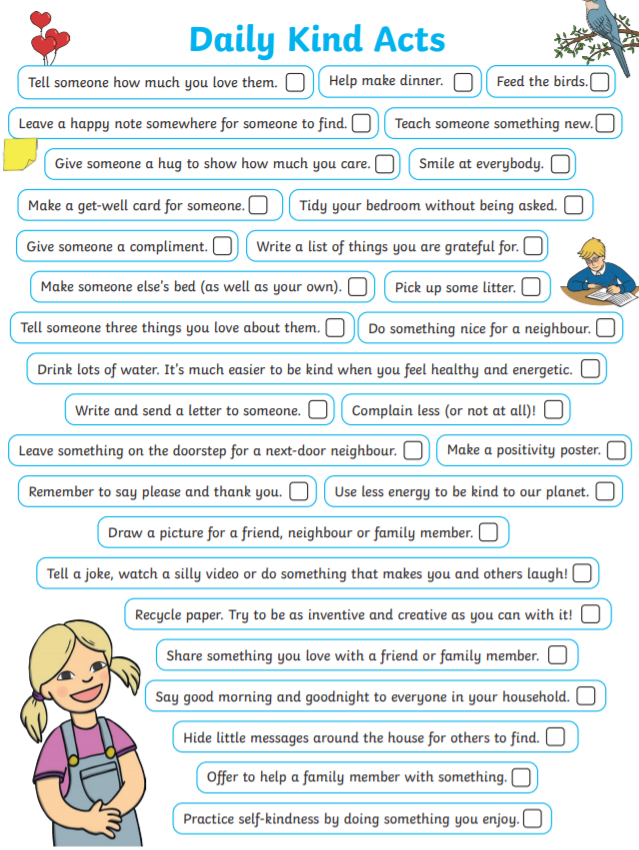 Daily Kind Acts
Tell someone how much you love them.
Help make dinner.
Feed the birds.
Leave a happy note somewhere for someone to find.
Teach someone something new.
Give someone a hug to show how much you care.
Smile at everybody.
Make a get-well card for someone.
Tidy your bedroom without being asked.
Give someone a compliment.
Write a list of things you are grateful for.
Make someone else's bed (as well as your own).
Pick up some litter.
Tell someone three things you love about them.
Do something nice for a neighbour.
Drink lots of water. It's much easier to be kind when you feel healthy and energetic.
Write and send a letter to someone.
Complain less (or not at all)!
Leave something on the doorstep for a next-door neighbour.
Make a positivity poster.
Remember to say please and thank you.
Use less energy to be kind to our planet.
Draw a picture for a friend, neighbour or family member.
Tell a joke, watch a silly video or do something that makes you and others laugh!
Recycle paper. Try to be as inventive and creative as you can with it!
Share something you love with a friend or family member.
Say good morning and goodnight to everyone in your household.
Hide little messages around the house for others to find.
Offer to help a family member with something.
Practice self-kindness by doing something you enjoy.